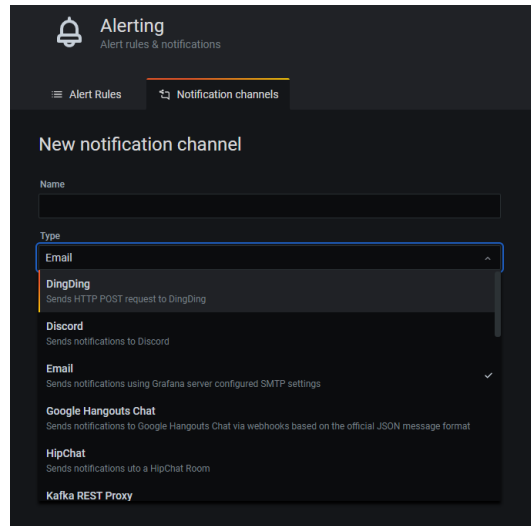 Alerting
Alert rules & notifications
Alert Rules
Notification channels
New notification channel
Name
Type
Email
DingDing
Sends HTTP POST request to DingDing
Discord
Sends notifications to Discord
Email
Sends notifications using Grafana server configured SMTP settings
Google Hangouts Chat
Sends notifications to Google Hangouts Chat via webhooks based on the official JSON message format
HipChat
Sends notifications uto a HipChat Room
Kafka REST Proxy